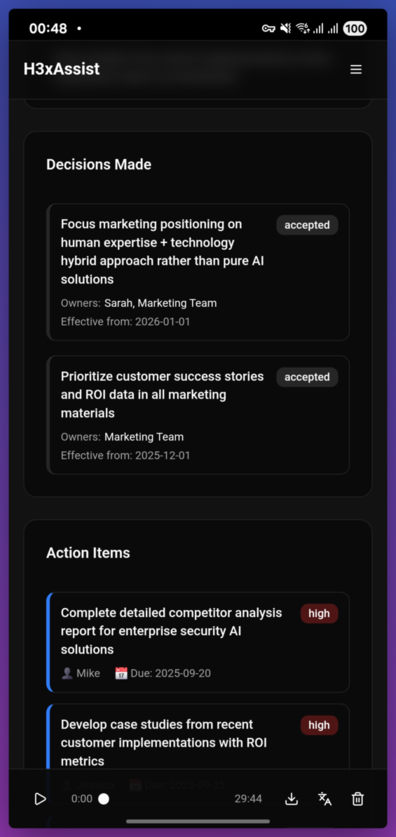 00:48
100
H3xAssist
Decisions Made
Focus marketing positioning on
human expertise + technology
hybrid approach rather than pure AI
solutions
accepted
Owners: Sarah, Marketing Team
Effective from: 2026-01-01
Prioritize customer success stories
and ROI data in all marketing
materials
accepted
Owners: Marketing Team
Effective from: 2025-12-01
Action Items
Complete detailed competitor analysis
report for enterprise security AI
solutions
high
Mike Due: 2025-09-20
Develop case studies from recent
customer implementations with ROI
metrics
high
0:00 29:44